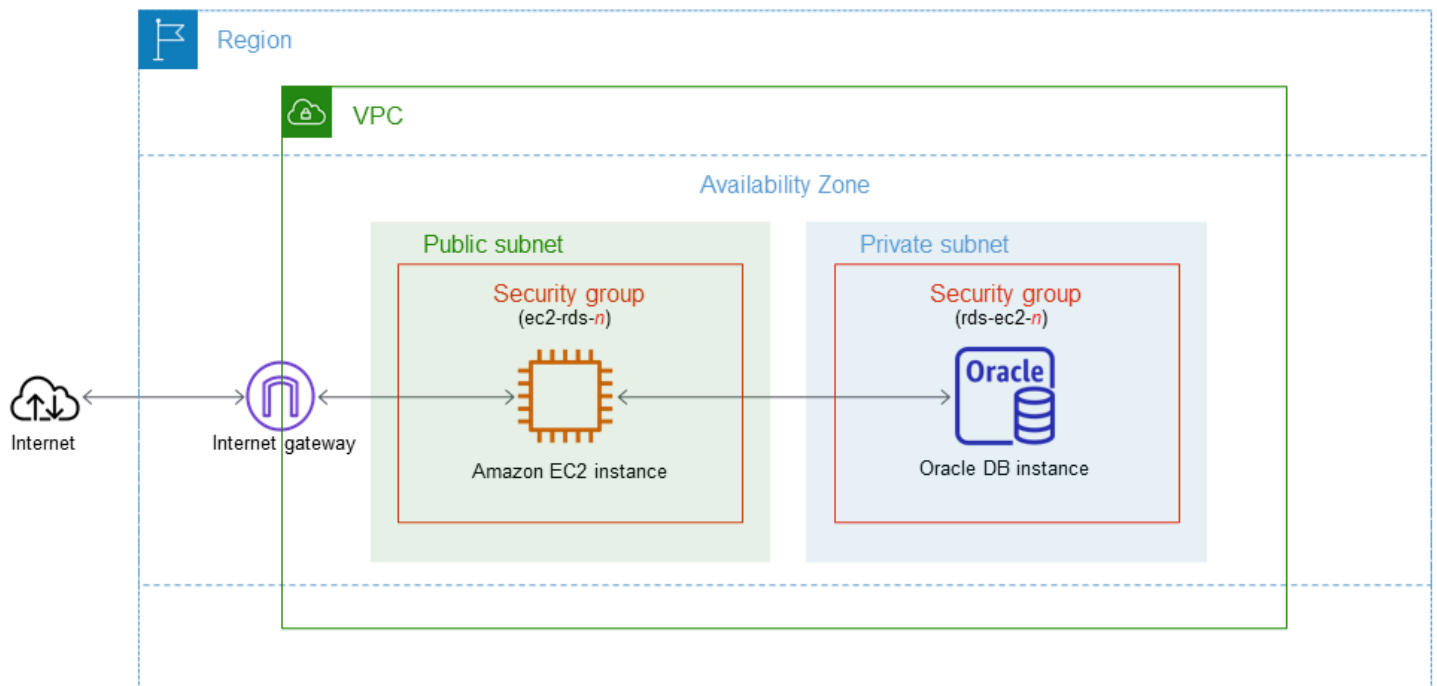 Region
VPC
Availability Zone
Public subnet
Private subnet
Security group
(ec2-rds-n)
Security group
(rds-ec2-n)
Oracle
Internet
Internet gateway
Amazon EC2 instance
Oracle DB instance